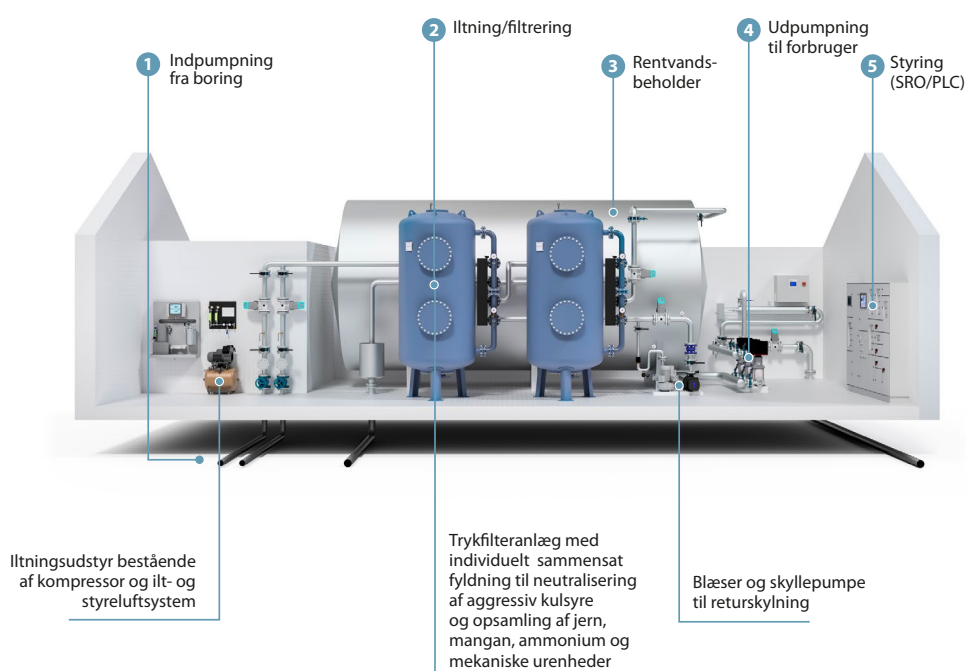 1 Indpumpning
fra boring
2 Iltning/filtrering
3 Rentvands-
beholder
4 Udpumpning
til forbruger
5 Styring
(SRO/PLC)
Iltningsudstyr bestående
af kompressor og ilt- og
styreluftsystem
Trykfilteranlæg med
individuelt sammensat
fyldning til neutralisering
af aggressiv kulsyre
og opsamling af jern,
mangan, ammonium og
mekaniske urenheder
Blæser og skyllepumpe
til returskylning